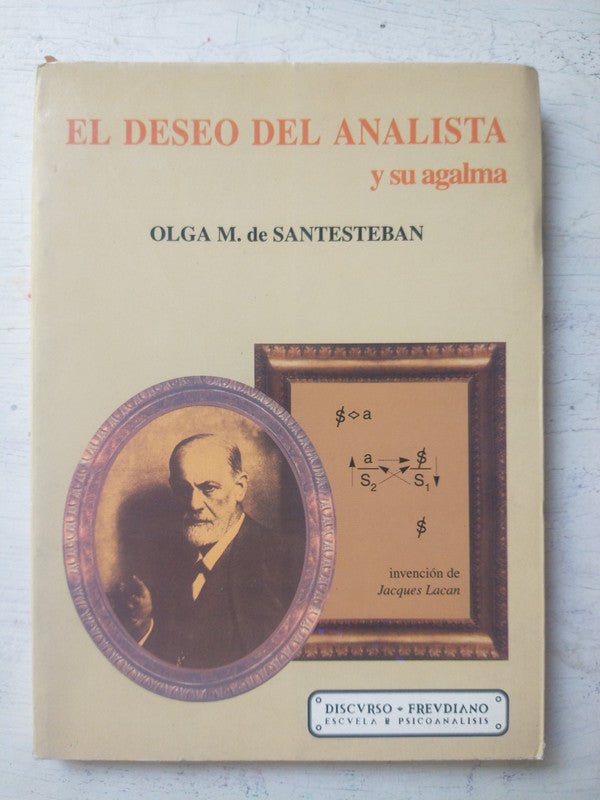 EL DESEO DEL ANALISTA
y su agalma
OLGA M. de SANTESTEBAN
$◇a
a $
S₂ S₁
$
invención de
Jacques Lacan
DISCVRSO FREVDIANO
ESCVELA D PSICOANALISIS